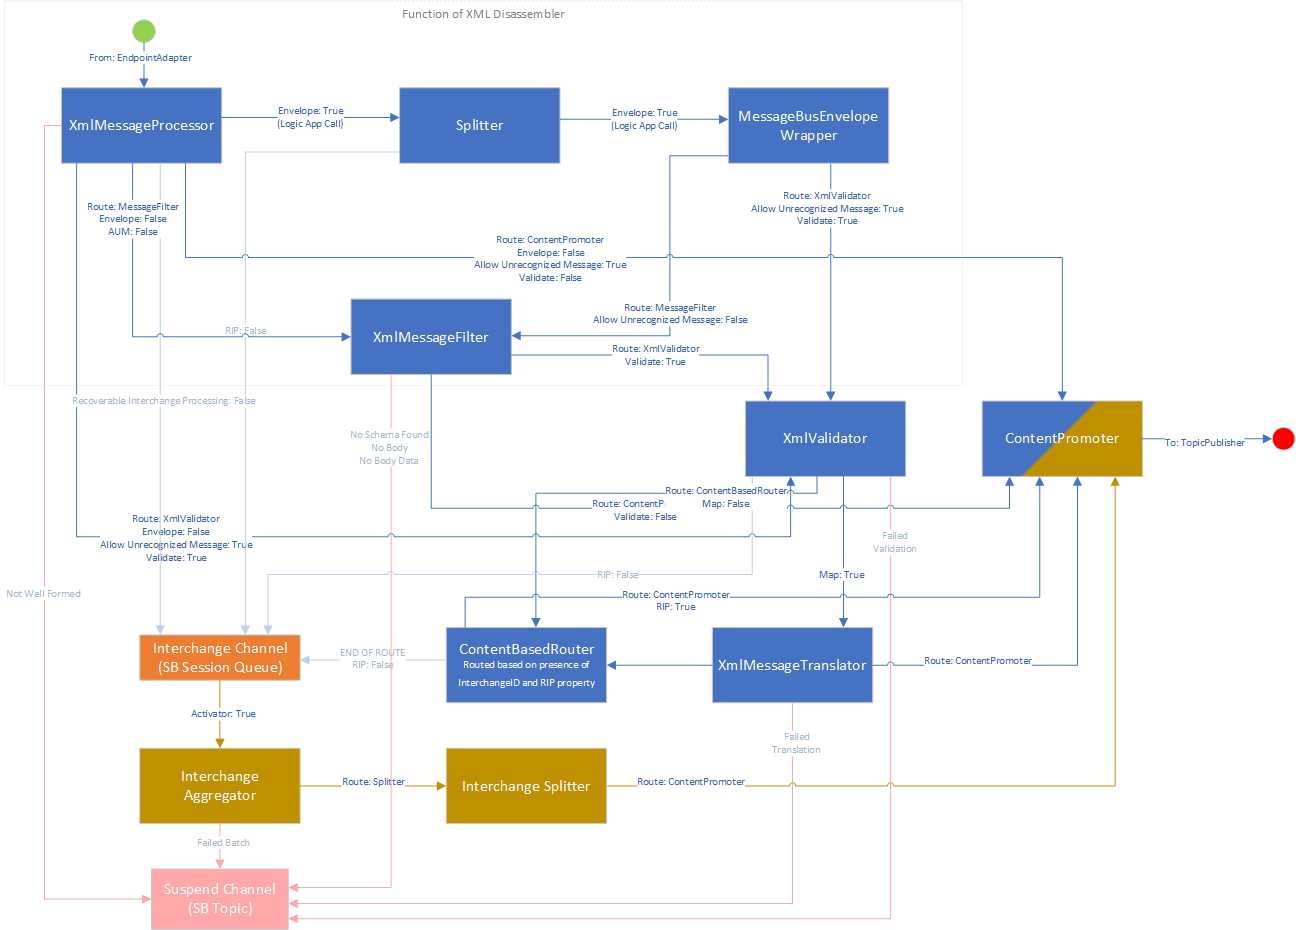 Function of XML Disassembler
From: EndpointAdapter
XmlMessageProcessor
Envelope: True
(Logic App Call)
Splitter
Envelope: True
(Logic App Call)
MessageBusEnvelope
Wrapper
Route: MessageFilter
Envelope: False
AUM: False
Route: XmlValidator
Allow Unrecognized Message: True
Validate: True
Route: ContentPromoter
Envelope: False
Allow Unrecognized Message: True
Validate: False
Route: MessageFilter
Allow Unrecognized Message: False
RIP: False
XmlMessageFilter
Route: XmlValidator
Validate: True
Recoverable Interchange Processing: False
No Schema Found
No Body
No Body Data
XmlValidator
ContentPromoter
To: TopicPublisher
Route: ContentBasedRouter
Map: False
Route: ContentP
Validate: False
Route: XmlValidator
Envelope: False
Allow Unrecognized Message: True
Validate: True
Failed
Validation
RIP: False
Map: True
Not Well Formed
Route: ContentPromoter
RIP: True
Interchange Channel
(SB Session Queue)
END OF ROUTE
RIP: False
ContentBasedRouter
Routed based on presence of
InterchangeID and RIP property
XmlMessageTranslator
Route: ContentPromoter
Activator: True
Failed
Translation
Interchange
Aggregator
Route: Splitter
Interchange Splitter
Route: ContentPromoter
Failed Batch
Suspend Channel
(SB Topic)